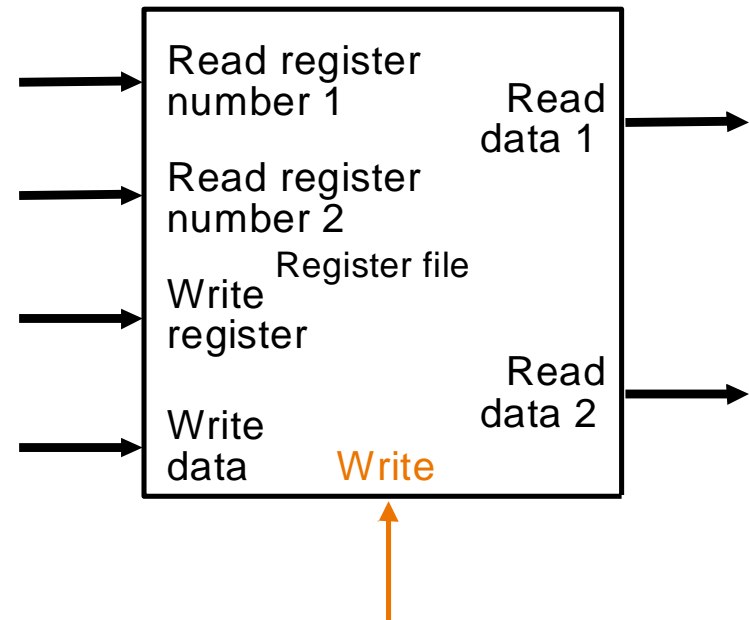 Read register
number 1
Read
data 1
Read register
number 2
Register file
Write
register
Read
data 2
Write
data
Write